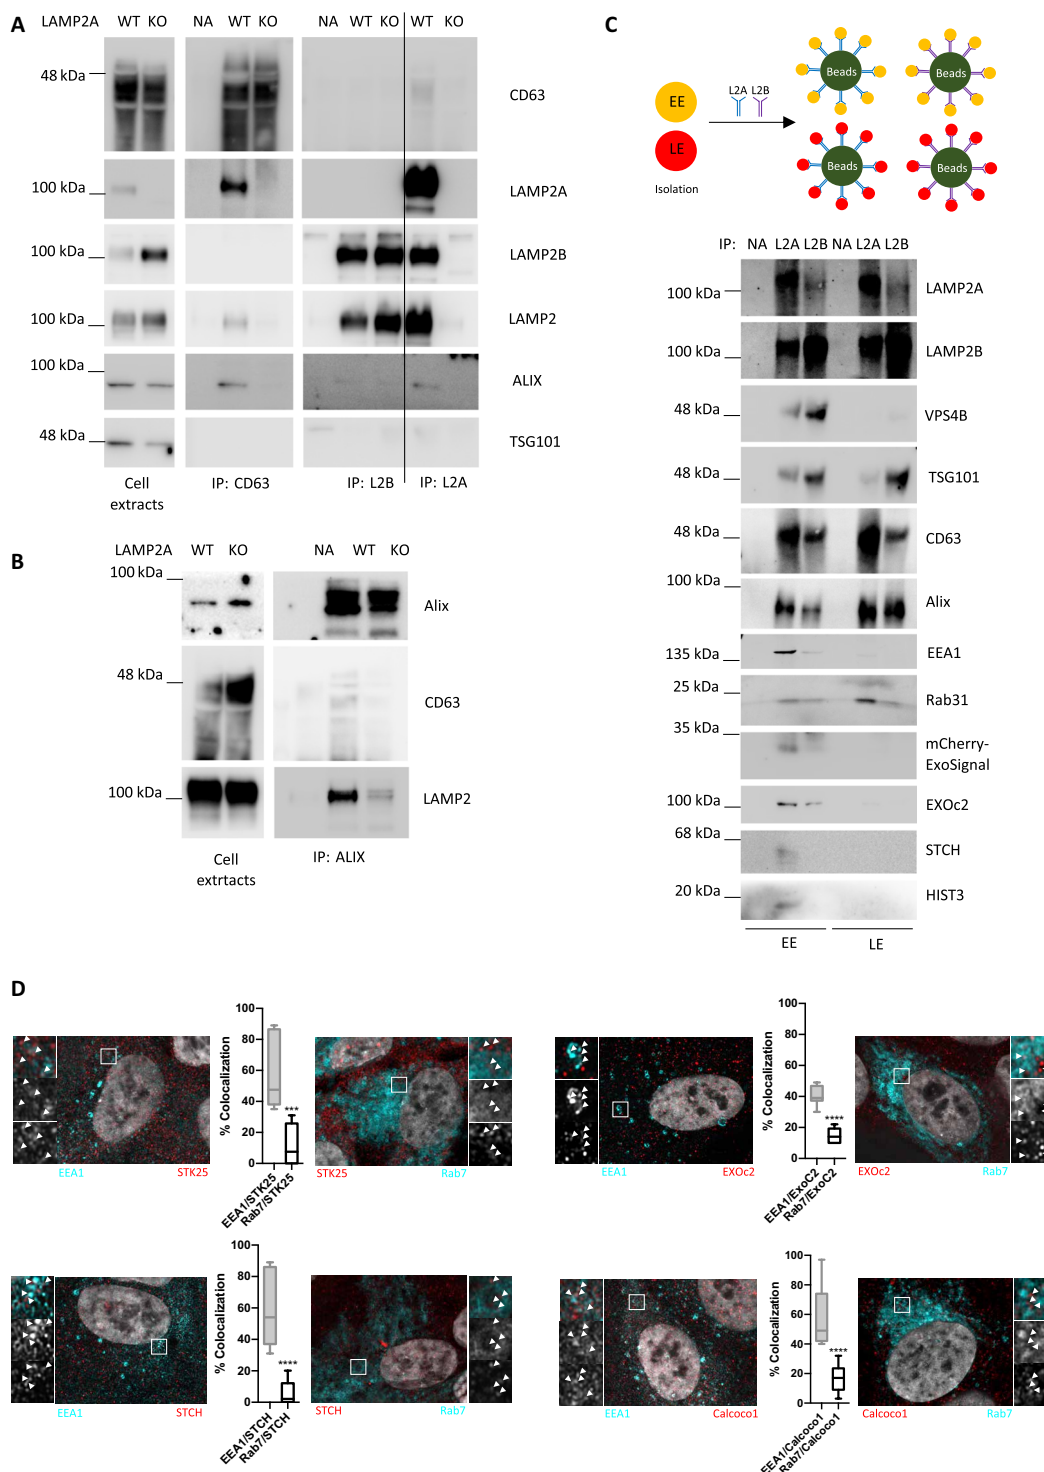 A
LAMP2A WT KO NA WT KO NA WT KO WT KO
48 kDa
CD63
100 kDa
LAMP2A
100 kDa
LAMP2B
100 kDa
LAMP2
100 kDa
ALIX
48 kDa
TSG101
Cell extracts
IP: CD63
IP: L2B
IP: L2A
B
LAMP2A WT KO NA WT KO
100 kDa
Alix
48 kDa
CD63
100 kDa
LAMP2
Cell extrtacts
IP: ALIX
C
EE
LE
Isolation
L2A L2B
Beads
Beads
Beads
Beads
IP: NA L2A L2B NA L2A L2B
100 kDa
LAMP2A
100 kDa
LAMP2B
48 kDa
VPS4B
48 kDa
TSG101
48 kDa
CD63
100 kDa
Alix
135 kDa
EEA1
25 kDa
Rab31
35 kDa
mCherry-
ExoSignal
100 kDa
EXOc2
68 kDa
STCH
20 kDa
HIST3
EE
LE
D
EEA1
STK25
% Colocalization
100
80
60
40
20
0
***
EEA1/STK25
Rab7/STK25
STK25
Rab7
EEA1
EXOc2
% Colocalization
100
80
60
40
20
0
****
EEA1/ExoC2
Rab7/ExoC2
EXOc2
Rab7
EEA1
STCH
% Colocalization
100
80
60
40
20
0
****
EEA1/STCH
Rab7/STCH
STCH
Rab7
EEA1
Calcoco1
% Colocalization
100
80
60
40
20
0
****
EEA1/Calcoco1
Rab7/Calcoco1
Calcoco1
Rab7